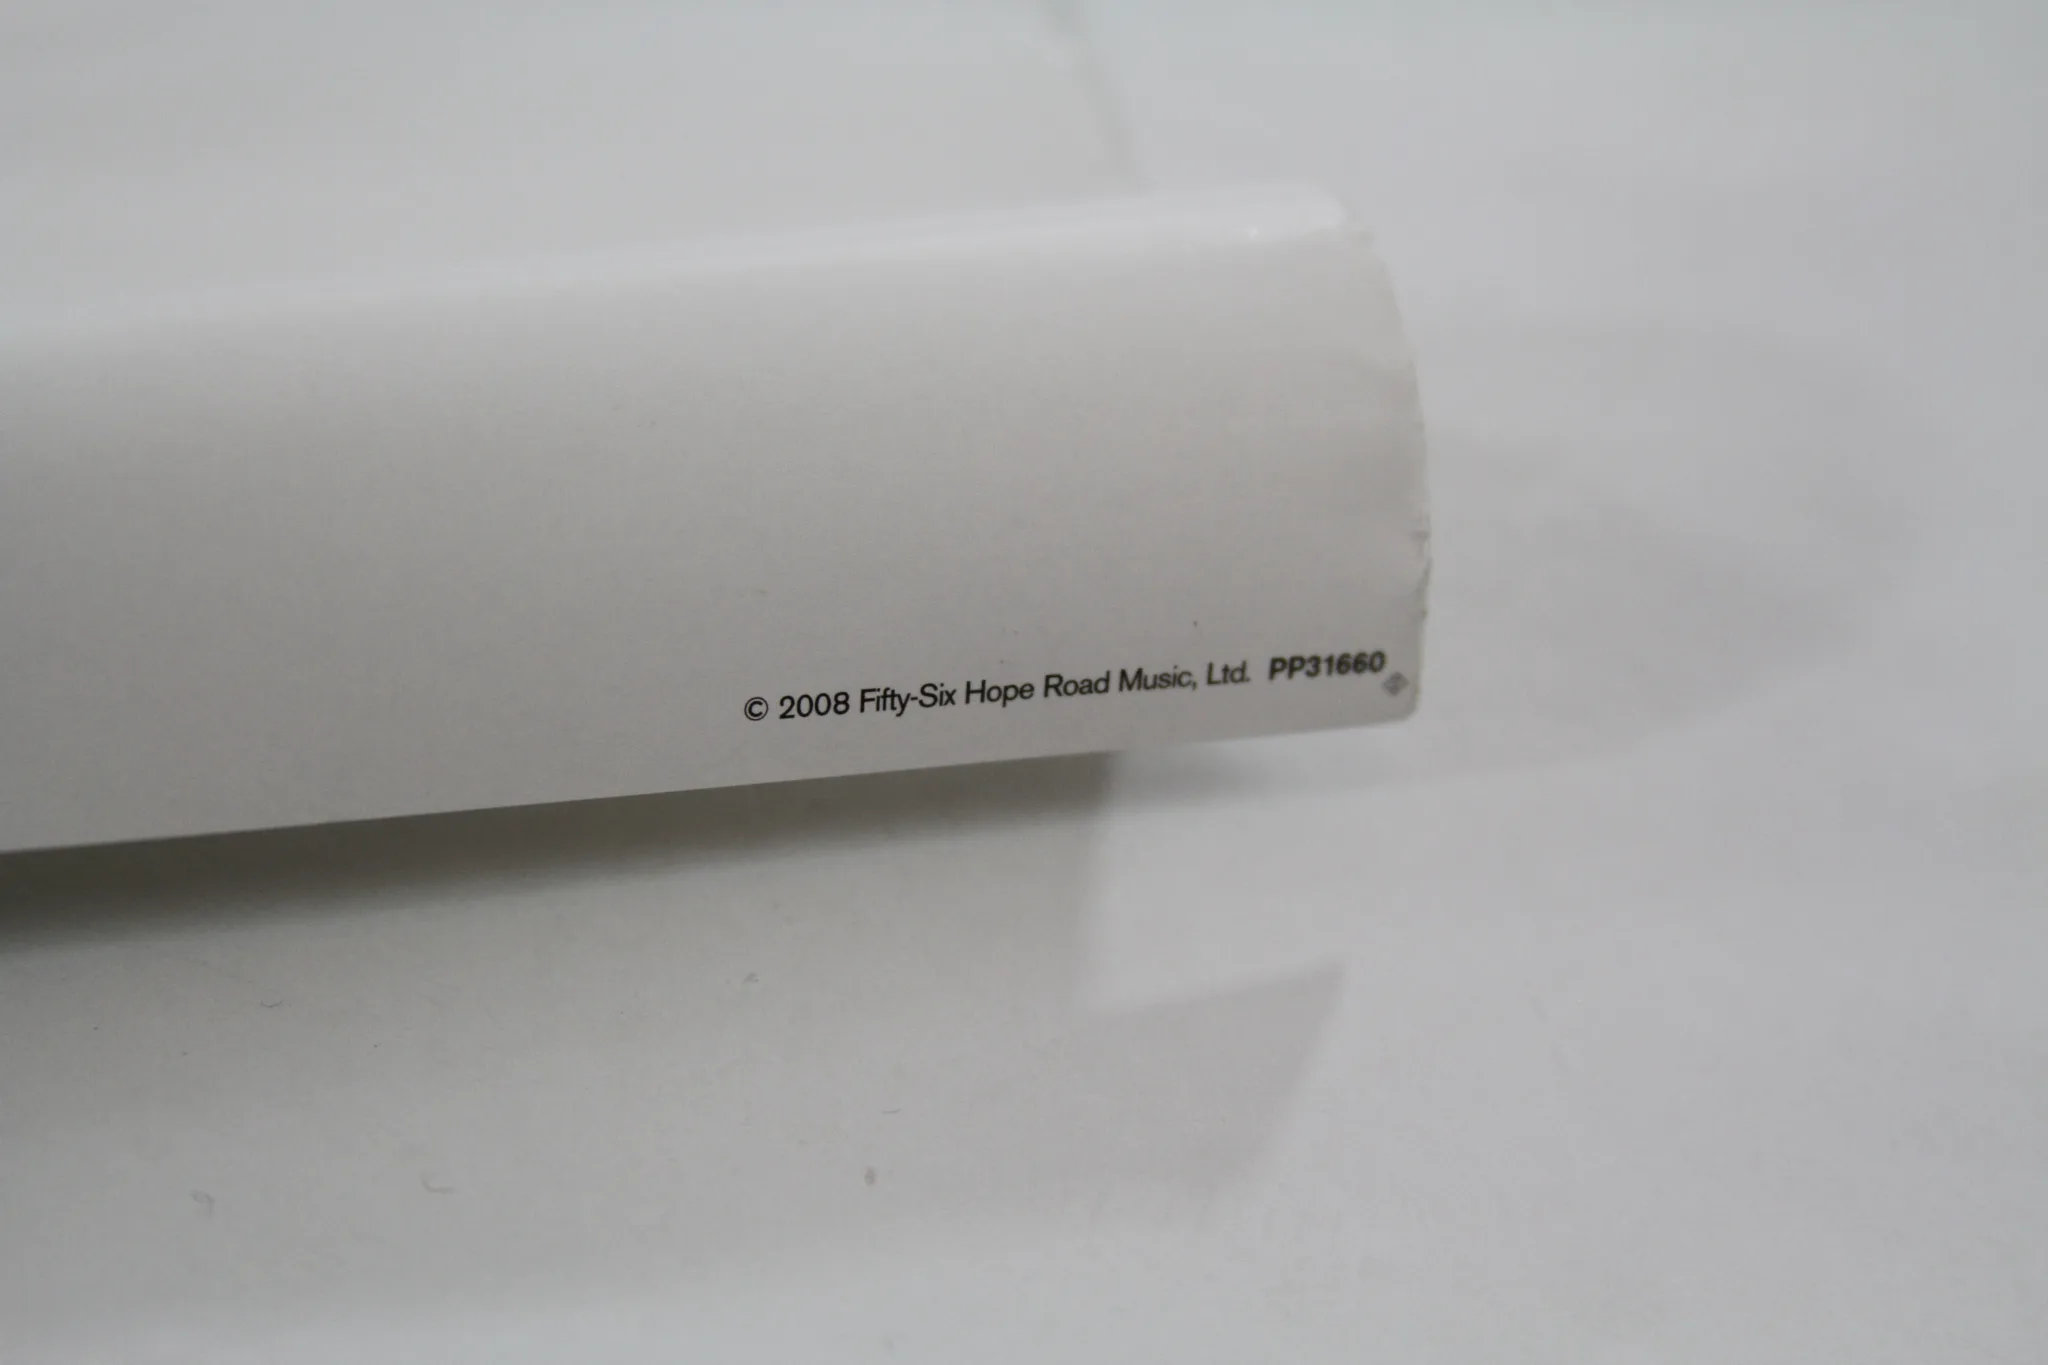 © 2008 Fifty-Six Hope Road Music, Ltd. PP31660